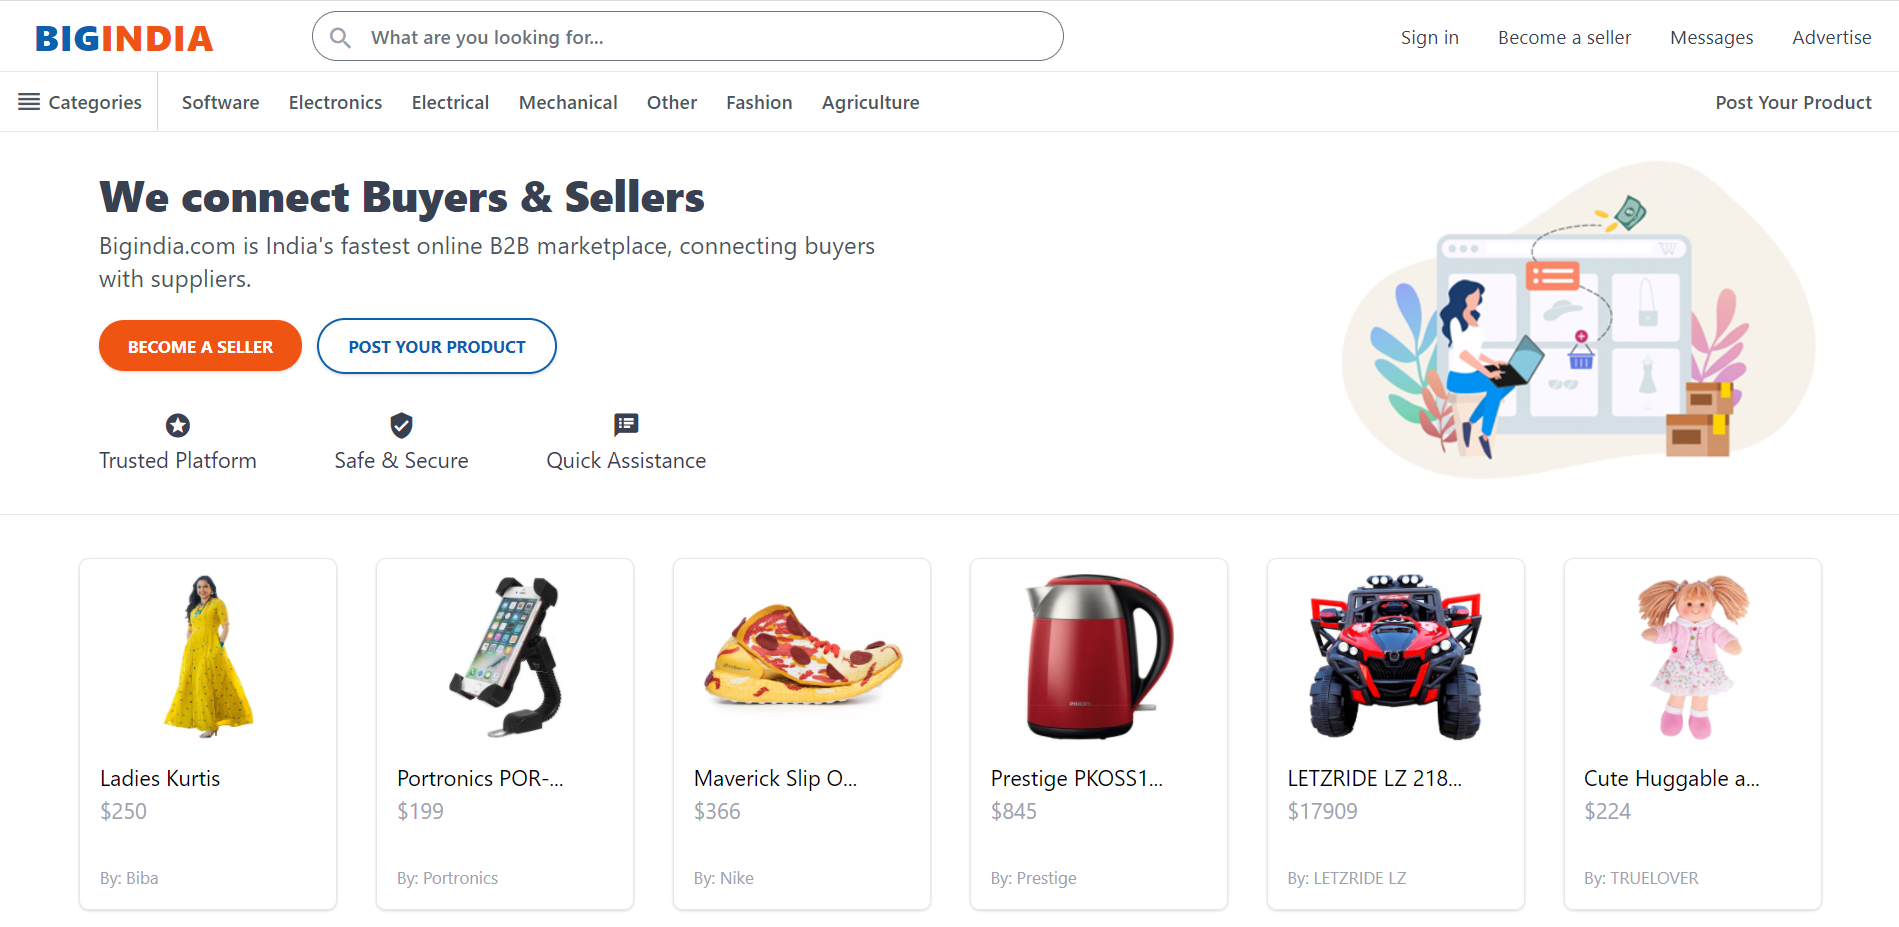 BIGINDIA
What are you looking for...
Sign in
Become a seller
Messages
Advertise
Categories
Software
Electronics
Electrical
Mechanical
Other
Fashion
Agriculture
Post Your Product
We connect Buyers & Sellers
Bigindia.com is India's fastest online B2B marketplace, connecting buyers
with suppliers.
BECOME A SELLER
POST YOUR PRODUCT
Trusted Platform
Safe & Secure
Quick Assistance
PHILIPS
Ladies Kurtis
$250
By: Biba
Portronics POR-...
$199
By: Portronics
Maverick Slip O...
$366
By: Nike
Prestige PKOSS1...
$845
By: Prestige
LETZRIDE LZ 218...
$17909
By: LETZRIDE LZ
Cute Huggable a...
$224
By: TRUELOVER